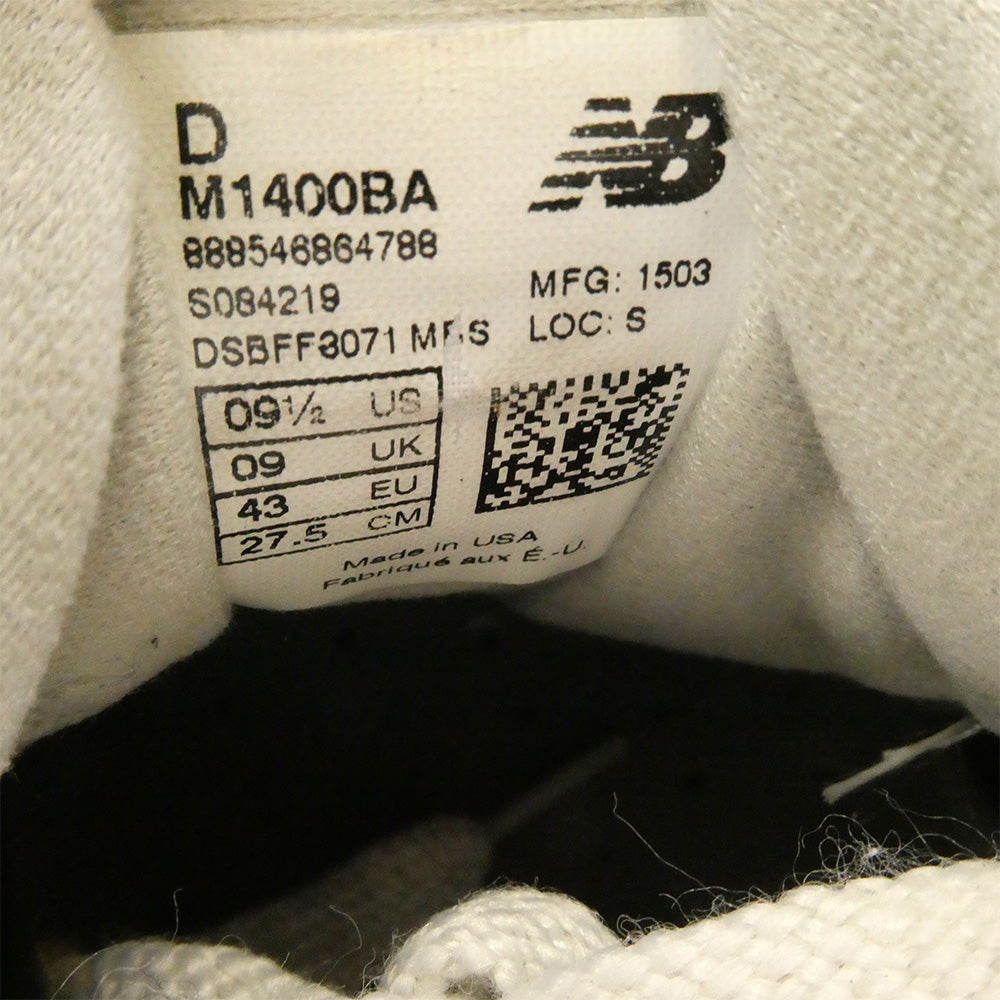 D
NB
M1400BA
888546864788
S084219
MFG: 1503
DSBFF3071
LOC: S
09½ US
09 UK
43 EU
27.5 CM
Made in USA
Fabriqué aux É.-U.